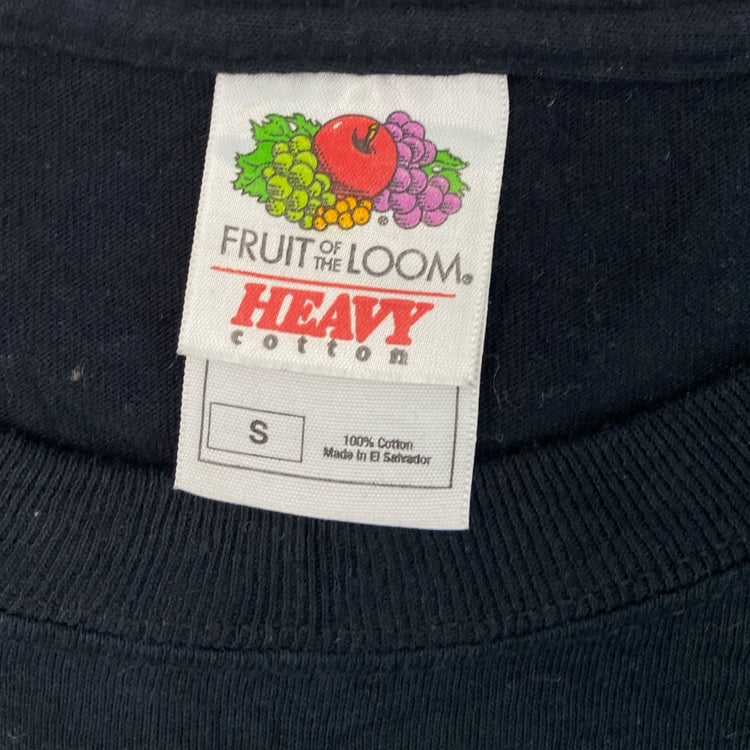 FRUIT OF THE LOOM®
HEAVY
cotton
S
100% Cotton
Made in El Salvador